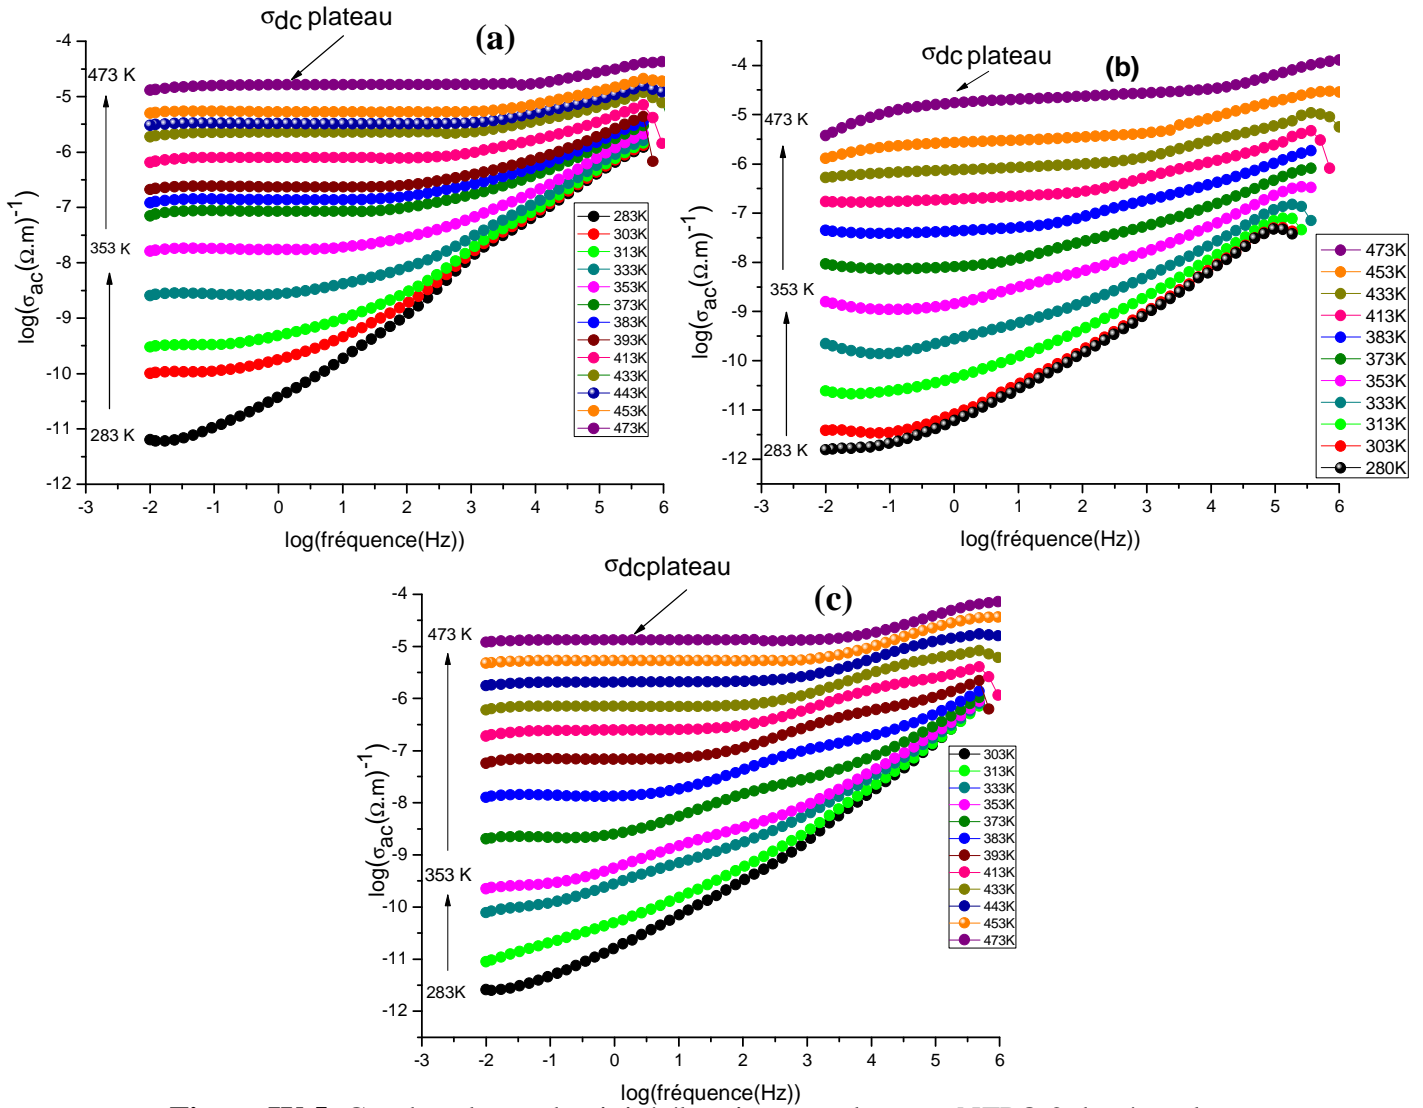 σdc plateau
(a)
-4
-5
-6
-7
-8
-9
-10
-11
-12
log(σac(Ω.m)-1)
473 K
353 K
283 K
283K
303K
313K
333K
353K
373K
383K
393K
413K
433K
443K
453K
473K
-3 -2 -1 0 1 2 3 4 5 6
log(fréquence(Hz))
σdc plateau
(b)
-4
-5
-6
-7
-8
-9
-10
-11
-12
log(σac(Ω.m)-1)
473 K
353 K
283 K
473K
453K
433K
413K
383K
373K
353K
333K
313K
303K
280K
-3 -2 -1 0 1 2 3 4 5 6
log(fréquence(Hz))
σdcplateau
(c)
-4
-5
-6
-7
-8
-9
-10
-11
-12
log(σac(Ω.m)-1)
473 K
353 K
283K
303K
313K
333K
353K
373K
383K
393K
413K
433K
443K
453K
473K
-3 -2 -1 0 1 2 3 4 5 6
log(fréquence(Hz))